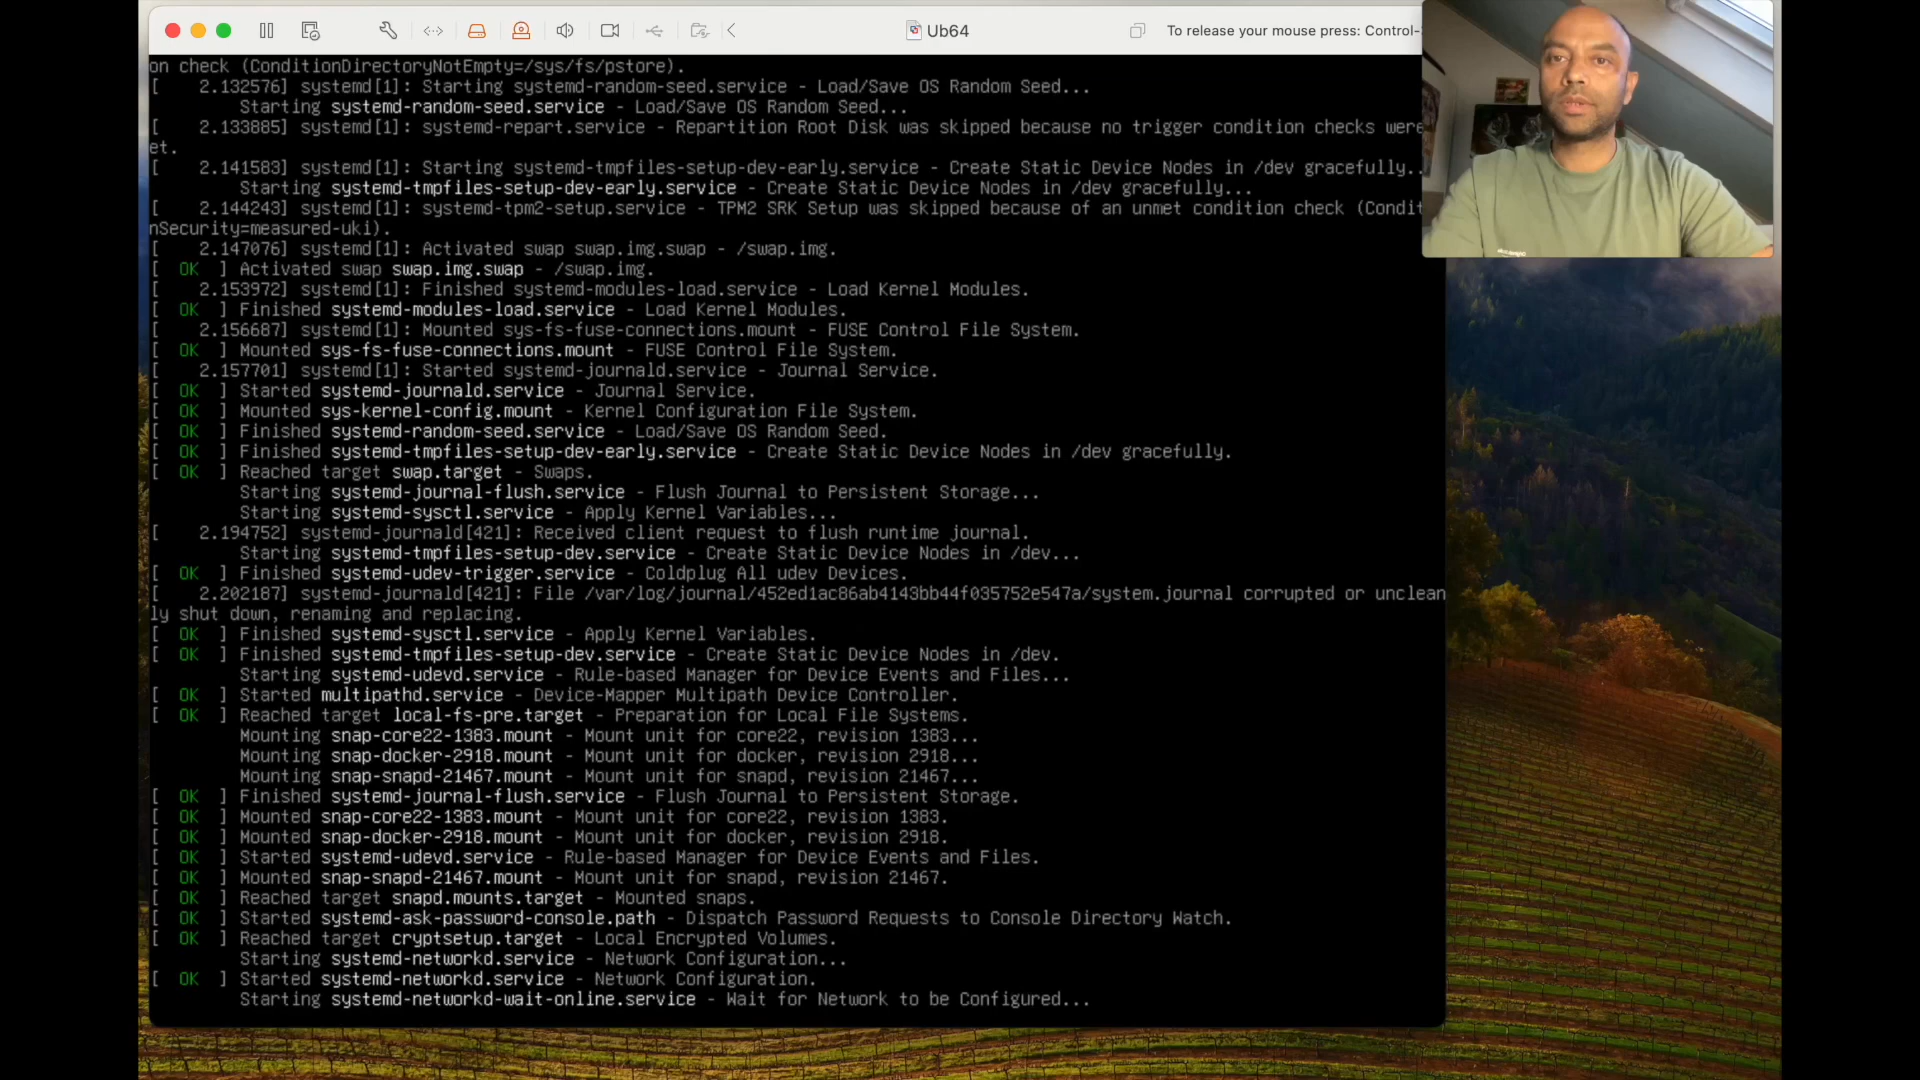 Ub64
To release your mouse press: Control-
on check (ConditionDirectoryNotEmpty=/sys/fs/pstore).
[    2.132576] systemd[1]: Starting systemd-random-seed.service - Load/Save OS Random Seed...
Starting systemd-random-seed.service - Load/Save OS Random Seed...
[    2.133885] systemd[1]: systemd-repart.service - Repartition Root Disk was skipped because no trigger condition checks were
et.
[    2.141583] systemd[1]: Starting systemd-tmpfiles-setup-dev-early.service - Create Static Device Nodes in /dev gracefully..
Starting systemd-tmpfiles-setup-dev-early.service - Create Static Device Nodes in /dev gracefully...
[    2.144243] systemd[1]: systemd-tpm2-setup.service - TPM2 SRK Setup was skipped because of an unmet condition check (Condit
nSecurity=measured-uki).
[    2.147076] systemd[1]: Activated swap swap.img.swap - /swap.img.
[  OK  ] Activated swap swap.img.swap - /swap.img.
[    2.153972] systemd[1]: Finished systemd-modules-load.service - Load Kernel Modules.
[  OK  ] Finished systemd-modules-load.service - Load Kernel Modules.
[    2.156687] systemd[1]: Mounted sys-fs-fuse-connections.mount - FUSE Control File System.
[  OK  ] Mounted sys-fs-fuse-connections.mount - FUSE Control File System.
[    2.157701] systemd[1]: Started systemd-journald.service - Journal Service.
[  OK  ] Started systemd-journald.service - Journal Service.
[  OK  ] Mounted sys-kernel-config.mount - Kernel Configuration File System.
[  OK  ] Finished systemd-random-seed.service - Load/Save OS Random Seed.
[  OK  ] Finished systemd-tmpfiles-setup-dev-early.service - Create Static Device Nodes in /dev gracefully.
[  OK  ] Reached target swap.target - Swaps.
Starting systemd-journal-flush.service - Flush Journal to Persistent Storage...
Starting systemd-sysctl.service - Apply Kernel Variables...
[    2.194752] systemd-journald[421]: Received client request to flush runtime journal.
Starting systemd-tmpfiles-setup-dev.service - Create Static Device Nodes in /dev...
[  OK  ] Finished systemd-udev-trigger.service - Coldplug All udev Devices.
[    2.202187] systemd-journald[421]: File /var/log/journal/452ed1ac86ab4143bb44f035752e547a/system.journal corrupted or unclean
ly shut down, renaming and replacing.
[  OK  ] Finished systemd-sysctl.service - Apply Kernel Variables.
[  OK  ] Finished systemd-tmpfiles-setup-dev.service - Create Static Device Nodes in /dev.
Starting systemd-udevd.service - Rule-based Manager for Device Events and Files...
[  OK  ] Started multipathd.service - Device-Mapper Multipath Device Controller.
[  OK  ] Reached target local-fs-pre.target - Preparation for Local File Systems.
Mounting snap-core22-1383.mount - Mount unit for core22, revision 1383...
Mounting snap-docker-2918.mount - Mount unit for docker, revision 2918...
Mounting snap-snapd-21467.mount - Mount unit for snapd, revision 21467...
[  OK  ] Finished systemd-journal-flush.service - Flush Journal to Persistent Storage.
[  OK  ] Mounted snap-core22-1383.mount - Mount unit for core22, revision 1383.
[  OK  ] Mounted snap-docker-2918.mount - Mount unit for docker, revision 2918.
[  OK  ] Started systemd-udevd.service - Rule-based Manager for Device Events and Files.
[  OK  ] Mounted snap-snapd-21467.mount - Mount unit for snapd, revision 21467.
[  OK  ] Reached target snapd.mounts.target - Mounted snaps.
[  OK  ] Started systemd-ask-password-console.path - Dispatch Password Requests to Console Directory Watch.
[  OK  ] Reached target cryptsetup.target - Local Encrypted Volumes.
Starting systemd-networkd.service - Network Configuration...
[  OK  ] Started systemd-networkd.service - Network Configuration.
Starting systemd-networkd-wait-online.service - Wait for Network to be Configured...